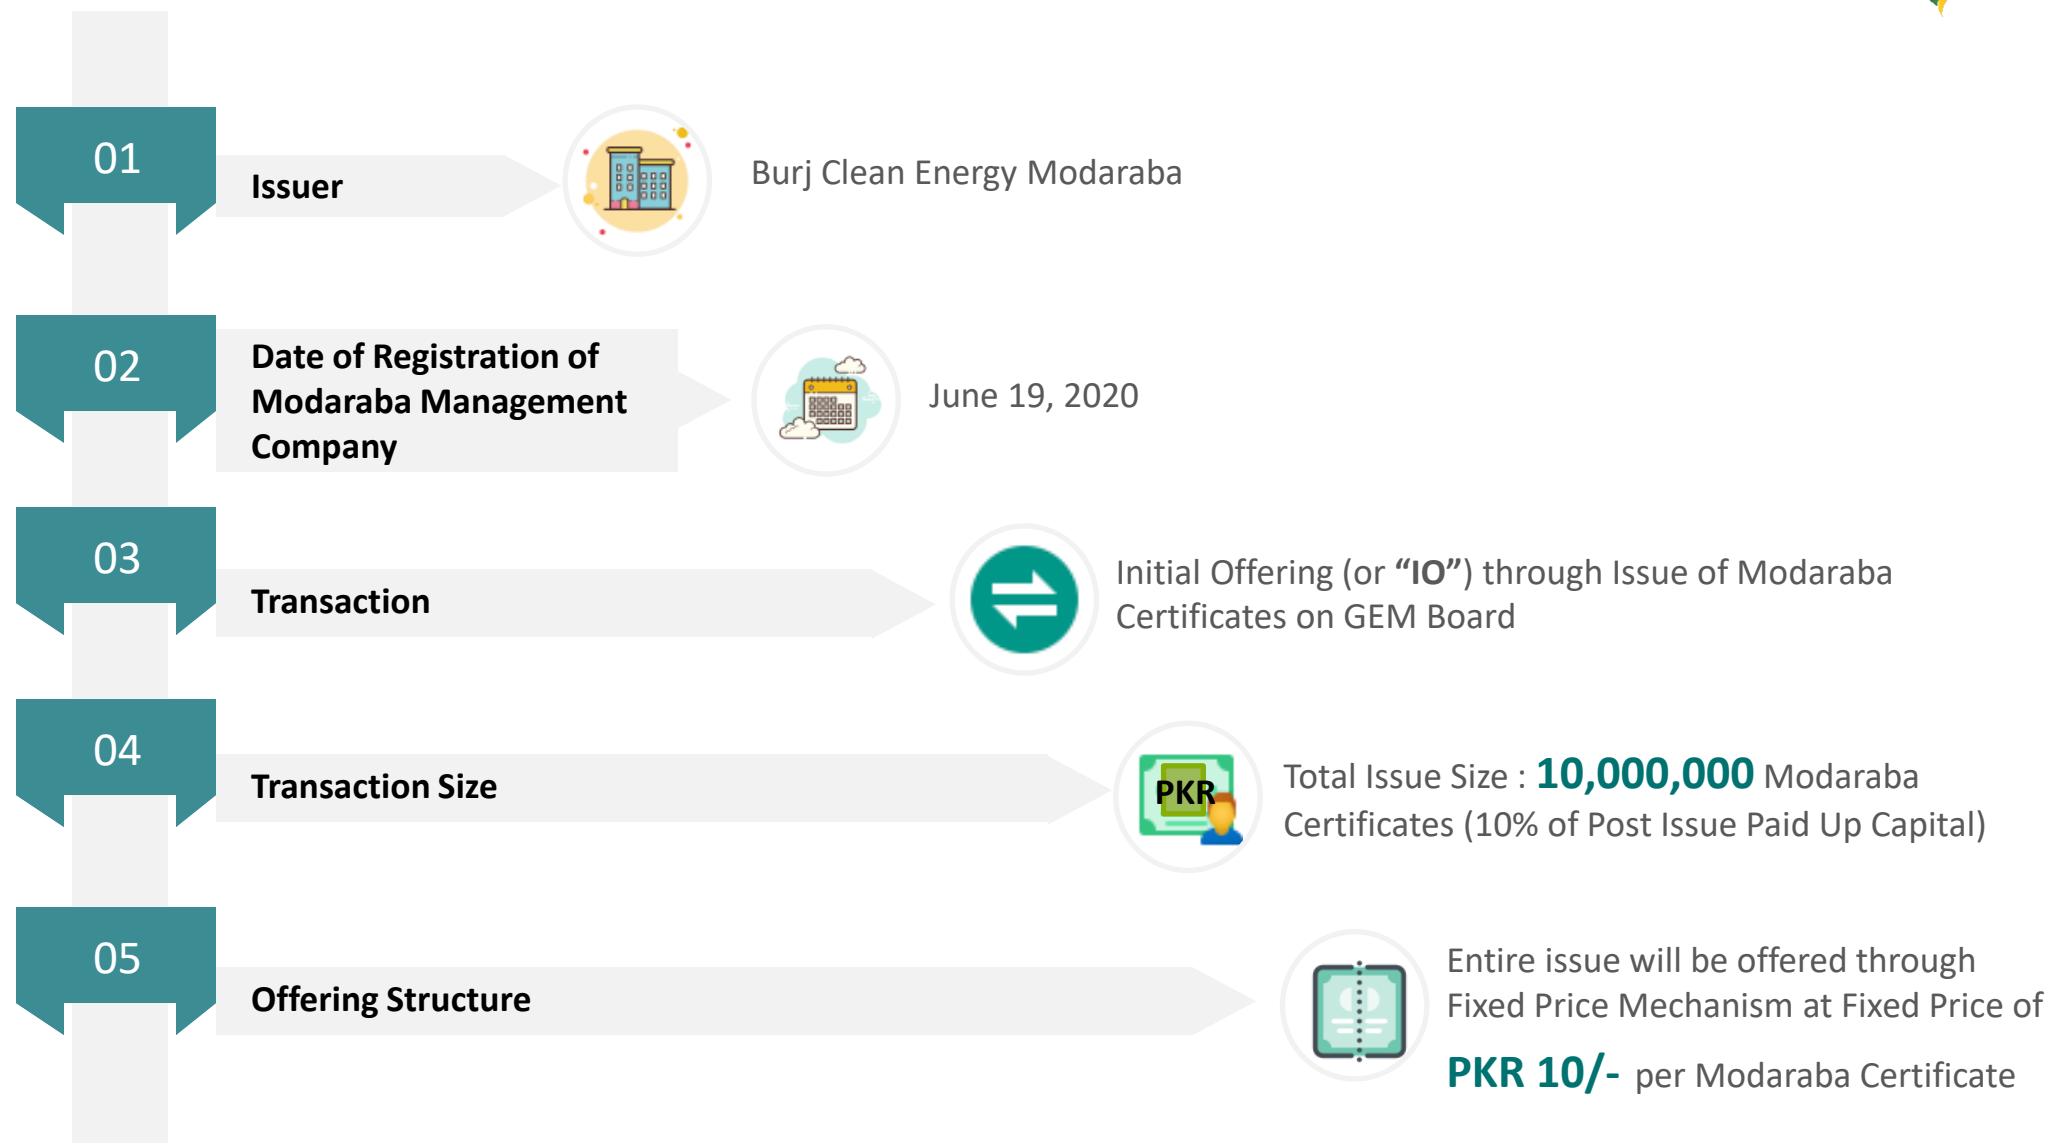 01
Issuer
Burj Clean Energy Modaraba
02
Date of Registration of
Modaraba Management
Company
June 19, 2020
03
Transaction
Initial Offering (or “IO”) through Issue of Modaraba
Certificates on GEM Board
04
Transaction Size
PKR
Total Issue Size : 10,000,000 Modaraba
Certificates (10% of Post Issue Paid Up Capital)
05
Offering Structure
Entire issue will be offered through
Fixed Price Mechanism at Fixed Price of
PKR 10/- per Modaraba Certificate